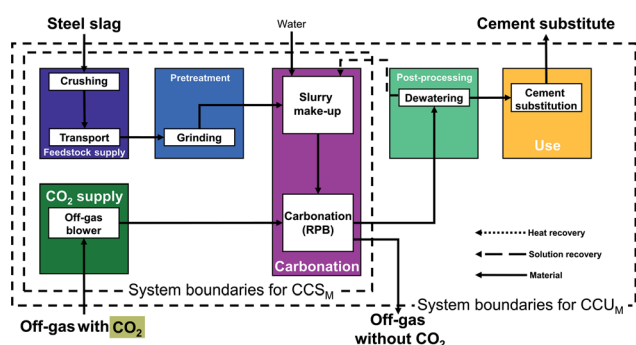 Steel slag
Water
Cement substitute
Crushing
Transport
Feedstock supply
Pretreatment
Grinding
Slurry
make-up
Post-processing
Dewatering
Cement
substitution
Use
CO₂ supply
Off-gas
blower
Carbonation
(RPB)
Carbonation
Heat recovery
Solution recovery
Material
System boundaries for CCS_M
System boundaries for CCU_M
Off-gas with CO₂
Off-gas
without CO₂